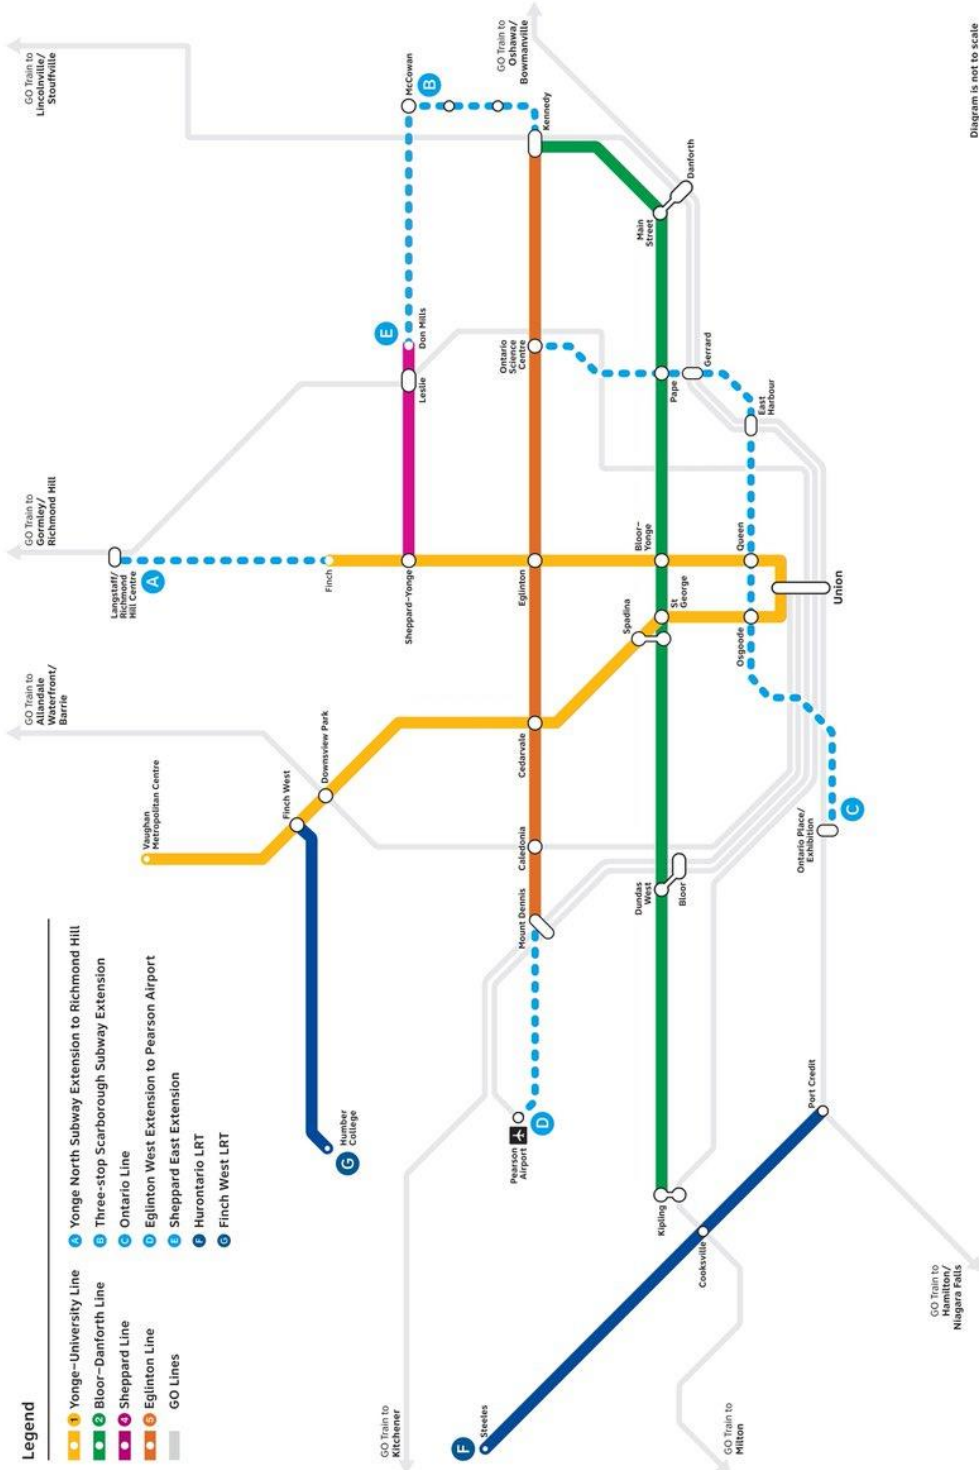 Legend
1 Yonge–University Line
2 Bloor–Danforth Line
4 Sheppard Line
5 Eglinton Line
GO Lines
A Yonge North Subway Extension to Richmond Hill
B Three-stop Scarborough Subway Extension
C Ontario Line
D Eglinton West Extension to Pearson Airport
E Sheppard East Extension
F Hurontario LRT
G Finch West LRT
GO Train to
Allandale
Waterfront/
Barrie
GO Train to
Gormley/
Richmond Hill
GO Train to
Lincolnville/
Stouffville
Langstaff/
Richmond
Hill Centre
A
Vaughan
Metropolitan Centre
Finch West
Downsview Park
Finch
Humber
College
G
Sheppard–Yonge
Leslie
Don Mills
E
McCowan
B
GO Train to
Kitchener
GO Train to
Oshawa/
Bowmanville
Pearson
Airport
D
Mount Dennis
Caledonia
Cedarvale
Eglinton
Ontario
Science
Centre
Kennedy
F
Steeles
Kipling
Dundas
West
Bloor
Spadina
St
George
Bloor–
Yonge
Pape
Main
Street
Danforth
Gerrard
Cooksville
Osgoode
Queen
East
Harbour
Union
GO Train to
Milton
Port Credit
Ontario Place/
Exhibition
C
GO Train to
Hamilton/
Niagara Falls
Diagram is not to scale